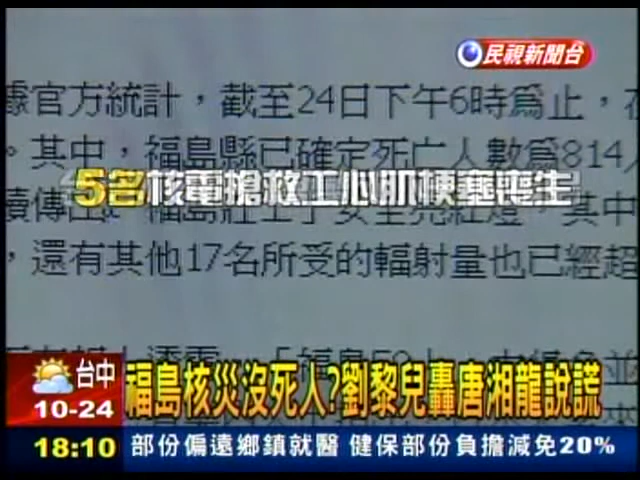 民視新聞台
據官方統計，截至24日下午6時為止，在
。其中，福島縣已確定死亡人數為814人
5名核電搶救工心肌梗塞喪生
，還有其他17名所受的輻射量也已經超
台中
10-24
福島核災沒死人?劉黎兒轟唐湘龍說謊
18:10 部份偏遠鄉鎮就醫 健保部份負擔減免20%